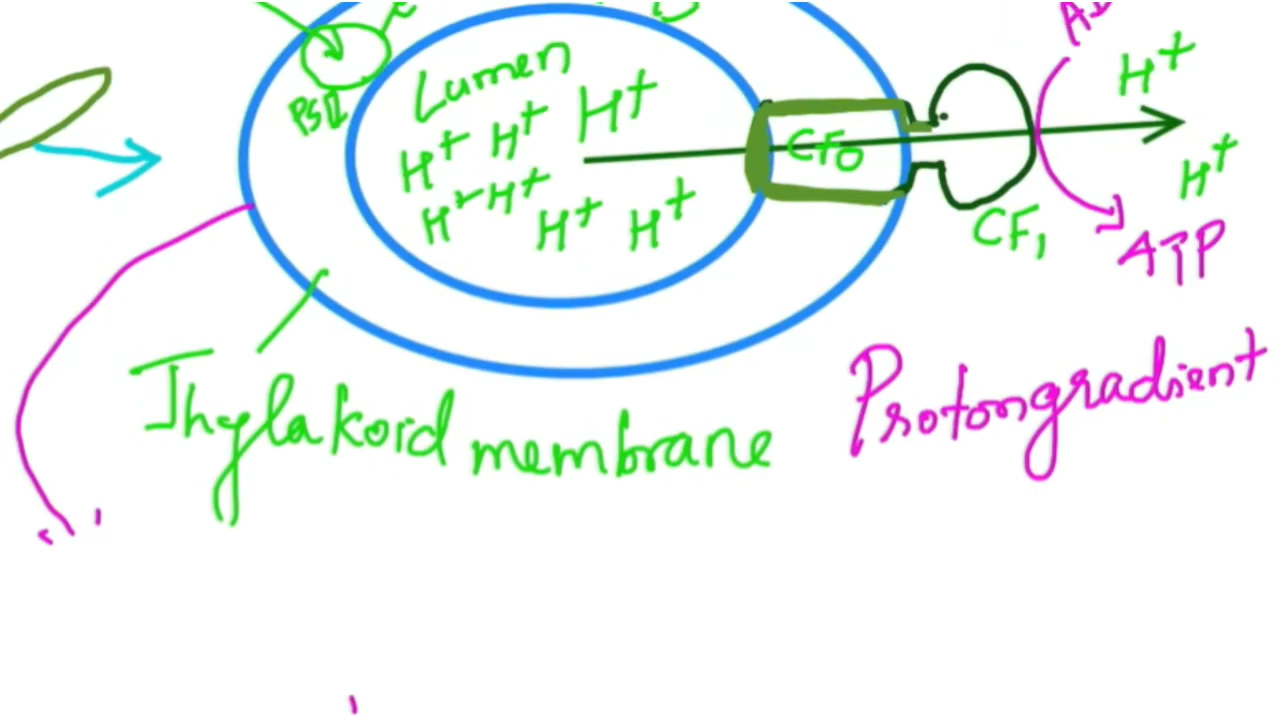 PSII
Lumen
H+ H+ H+
H+ H+ H+ H+
CF0
CF1
H+
H+
ATP
Thylakoid membrane
Protongradient